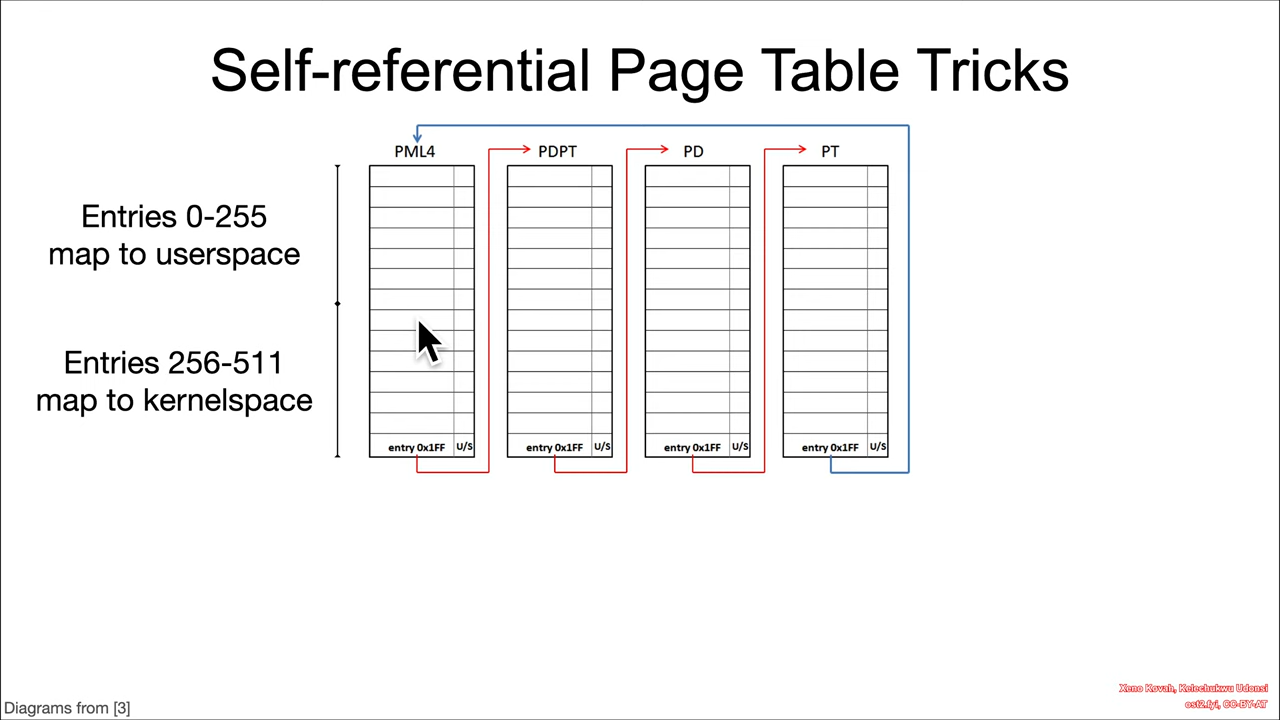 Self-referential Page Table Tricks
PML4 PDPT PD PT
Entries 0-255
map to userspace
Entries 256-511
map to kernelspace
entry 0x1FF U/S entry 0x1FF U/S entry 0x1FF U/S entry 0x1FF U/S
Xeno Kovah, Kelechukwu Udonsi
ost2.fyi, CC-BY-AT
Diagrams from [3]